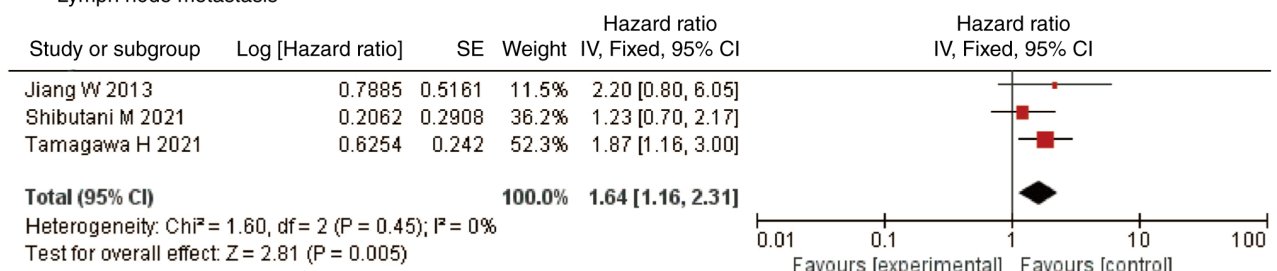 Lymph node metastasis
Hazard ratio Hazard ratio
Study or subgroup Log [Hazard ratio] SE Weight IV, Fixed, 95% CI IV, Fixed, 95% CI
Jiang W 2013 0.7885 0.5161 11.5% 2.20 [0.80, 6.05]
Shibutani M 2021 0.2062 0.2908 36.2% 1.23 [0.70, 2.17]
Tamagawa H 2021 0.6254 0.242 52.3% 1.87 [1.16, 3.00]
Total (95% CI) 100.0% 1.64 [1.16, 2.31]
Heterogeneity: Chi² = 1.60, df = 2 (P = 0.45); I² = 0%
Test for overall effect: Z = 2.81 (P = 0.005)
0.01 0.1 1 10 100
Favours [experimental] Favours [control]